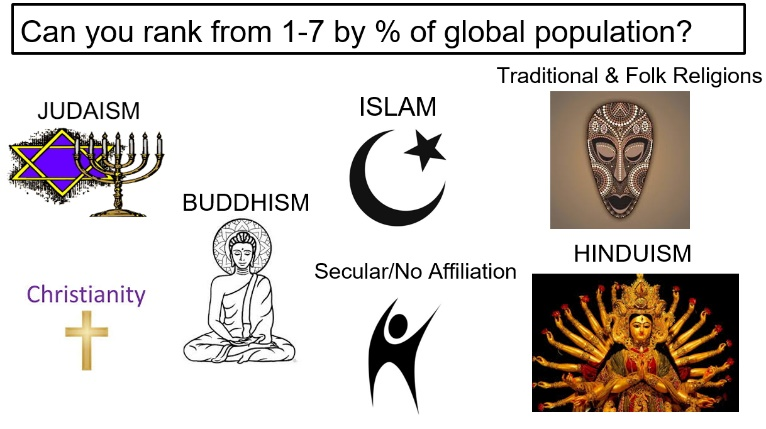 Can you rank from 1-7 by % of global population?
Traditional & Folk Religions
JUDAISM
ISLAM
BUDDHISM
HINDUISM
Secular/No Affiliation
Christianity